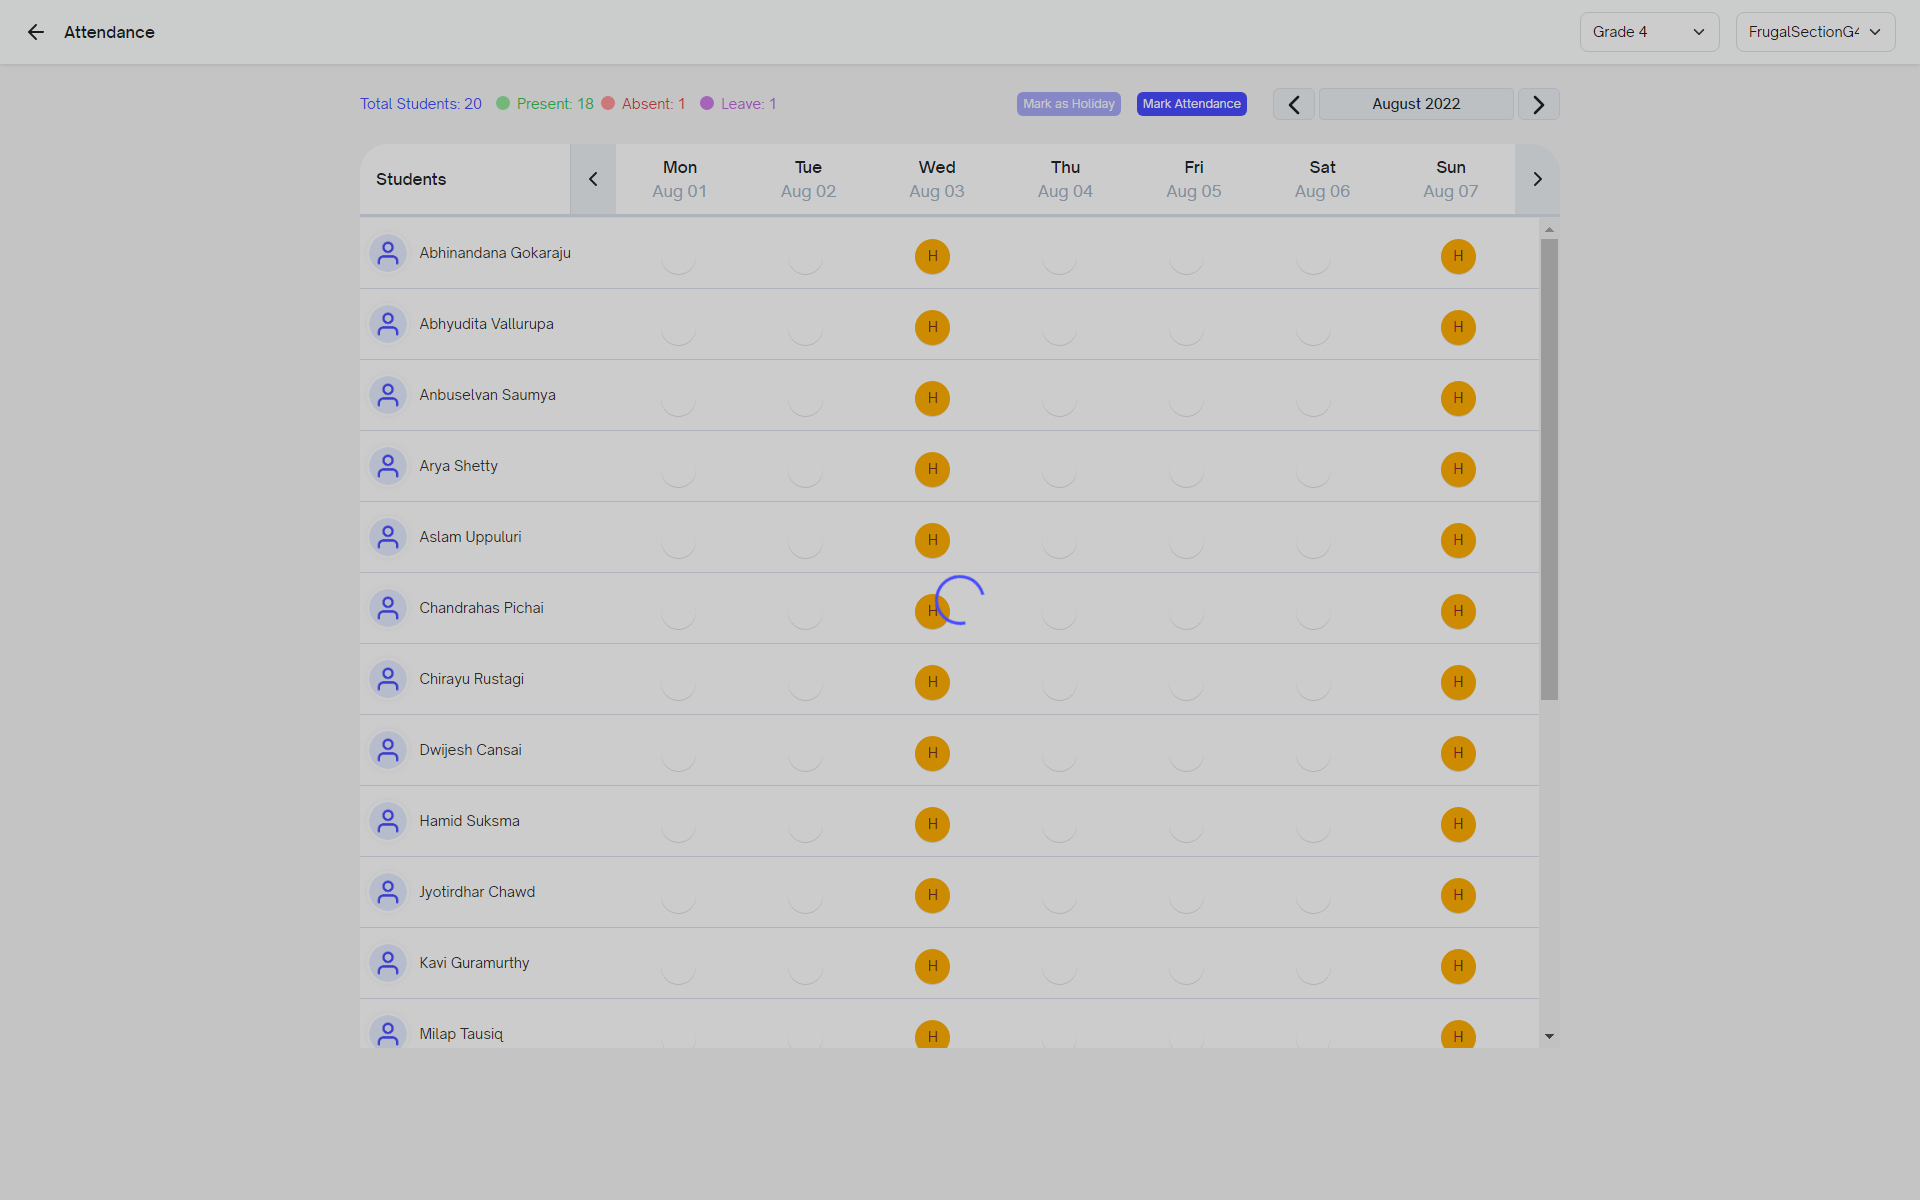 Attendance
Grade 4
FrugalSectionG4
Total Students: 20 Present: 18 Absent: 1 Leave: 1
Mark as Holiday
Mark Attendance
August 2022
Students
Mon Tue Wed Thu Fri Sat Sun
Aug 01 Aug 02 Aug 03 Aug 04 Aug 05 Aug 06 Aug 07
Abhinandana Gokaraju H H
Abhyudita Vallurupa H H
Anbuselvan Saumya H H
Arya Shetty H H
Aslam Uppuluri H H
Chandrahas Pichai H H
Chirayu Rustagi H H
Dwijesh Cansai H H
Hamid Suksma H H
Jyotirdhar Chawd H H
Kavi Guramurthy H H
Milap Tausiq H H